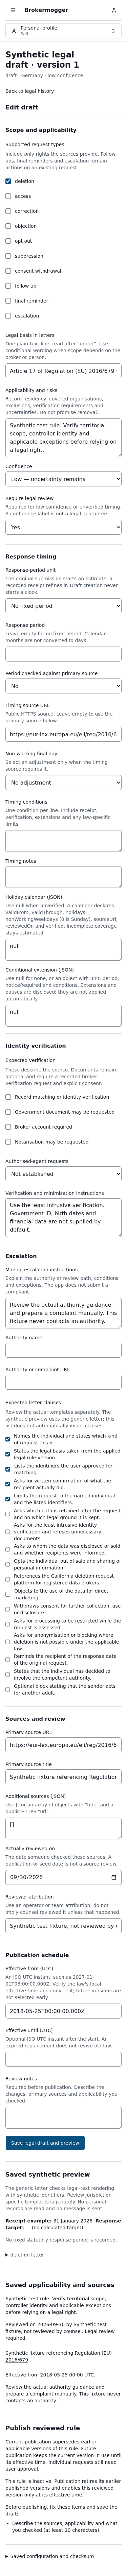 Brokermogger
Personal profile
Self
Synthetic legal
draft · version 1
draft · Germany · low confidence
Back to legal history
Edit draft
Scope and applicability
Supported request types
Include only rights the source provides. Follow-
ups, final reminders and escalation remain
actions on an existing request.
deletion
access
correction
objection
opt out
suppression
consent withdrawal
follow up
final reminder
escalation
Legal basis in letters
One plain-text line, read after "under". Use
conditional wording when scope depends on the
broker or person.
Article 17 of Regulation (EU) 2016/679
Applicability and risks
Record residency, covered organisations,
exclusions, verification requirements and
uncertainties. Do not promise removal
Synthetic test rule. Verify territorial
scope, controller identity and
applicable exceptions before relying on
a legal right.
Confidence
Low — uncertainty remains
Require legal review
Required for low confidence or unverified timing.
A confidence label is not a legal guarantee.
Yes
Response timing
Response-period unit
The original submission starts an estimate; a
recorded receipt refines it. Draft creation never
starts a clock.
No fixed period
Response period
Leave empty for no fixed period. Calendar
months are not converted to days.
Period checked against primary source
No
Timing source URL
Public HTTPS source. Leave empty to use the
primary source below.
https://eur-lex.europa.eu/eli/reg/2016/6
Non-working final day
Select an adjustment only when the timing
source requires it.
No adjustment
Timing conditions
One condition per line. Include receipt,
verification, extensions and any law-specific
limits.
Timing notes
Holiday calendar (JSON)
Use null when unverified. A calendar declares
validFrom, validThrough, holidays,
nonWorkingWeekdays (0 is Sunday), sourceUrl,
reviewedOn and verified. Incomplete coverage
stays estimated.
null
Conditional extension (JSON)
Use null for none, or an object with unit, period,
noticeRequired and conditions. Extensions and
pauses are disclosed; they are not applied
automatically.
null
Identity verification
Expected verification
These describe the source. Documents remain
optional and require a recorded broker
verification request and explicit consent.
Record matching or identity verification
Government document may be requested
Broker account required
Notarisation may be requested
Authorised-agent requests
Not established
Verification and minimisation instructions
Use the least intrusive verification.
Government ID, birth dates and
financial data are not supplied by
default.
Escalation
Manual escalation instructions
Explain the authority or review path, conditions
and exceptions. The app does not submit a
complaint.
Review the actual authority guidance
and prepare a complaint manually. This
fixture never contacts an authority.
Authority name
Authority or complaint URL
Expected letter clauses
Review the actual templates separately. The
synthetic preview uses the generic letter; this
list does not automatically insert clauses.
Names the individual and states which kind
of request this is.
States the legal basis taken from the applied
legal rule version.
Lists the identifiers the user approved for
matching.
Asks for written confirmation of what the
recipient actually did.
Limits the request to the named individual
and the listed identifiers.
Asks which data is retained after the request
and on which legal ground it is kept.
Asks for the least intrusive identity
verification and refuses unnecessary
documents.
Asks to whom the data was disclosed or sold
and whether recipients were informed.
Opts the individual out of sale and sharing of
personal information.
References the California deletion request
platform for registered data brokers.
Objects to the use of the data for direct
marketing.
Withdraws consent for further collection, use
or disclosure.
Asks for processing to be restricted while the
request is assessed.
Asks for anonymisation or blocking where
deletion is not possible under the applicable
law.
Reminds the recipient of the response date
of the original request.
States that the individual has decided to
involve the competent authority.
Optional block stating that the sender acts
for another adult.
Sources and review
Primary source URL
https://eur-lex.europa.eu/eli/reg/2016/6
Primary source title
Synthetic fixture referencing Regulation
Additional sources (JSON)
Use [] or an array of objects with "title" and a
public HTTPS "url".
[]
Actually reviewed on
The date someone checked these sources. A
publication or seed date is not a source review.
09/30/2026
Reviewer attribution
Use an operator or team attribution; do not
imply counsel reviewed it unless that happened.
Synthetic test fixture, not reviewed by
Publication schedule
Effective from (UTC)
An ISO UTC instant, such as 2027-01-
01T08:00:00.000Z. Verify the law's local
effective time and convert it; future versions are
not selected early.
2018-05-25T00:00:00.000Z
Effective until (UTC)
Optional ISO UTC instant after the start. An
expired replacement does not revive old law.
Review notes
Required before publication. Describe the
changes, primary sources and applicability you
checked.
Save legal draft and preview
Saved synthetic preview
The generic letter checks legal-text rendering
with synthetic identifiers. Review jurisdiction-
specific templates separately. No personal
records are read and no message is sent.
Receipt example: 31 January 2026. Response
target: — (no calculated target).
No fixed statutory response period is recorded.
deletion letter
Saved applicability and sources
Synthetic test rule. Verify territorial scope,
controller identity and applicable exceptions
before relying on a legal right.
Reviewed on 2026-09-30 by Synthetic test
fixture, not reviewed by counsel. Legal review
required.
Synthetic fixture referencing Regulation (EU)
2016/679
Effective from 2018-05-25 00:00 UTC.
Review the actual authority guidance and
prepare a complaint manually. This fixture never
contacts an authority.
Publish reviewed rule
Current publication supersedes earlier
applicable versions of this rule. Future
publication keeps the current version in use until
its effective time. Individual requests still need
user approval.
This rule is inactive. Publication retires its earlier
published versions and enables this reviewed
version only at its effective time.
Before publishing, fix these items and save the
draft:
• Describe the sources, applicability and what
you checked (at least 10 characters).
Saved configuration and checksum